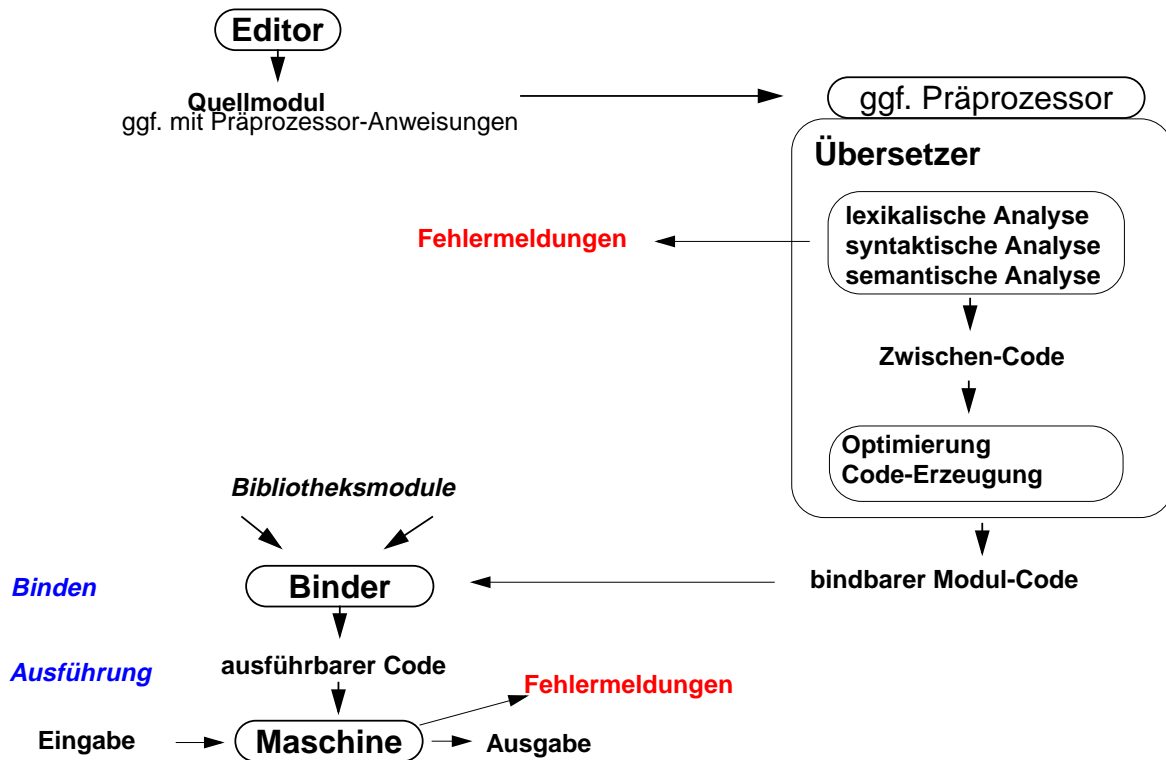 Editor
Quellmodul
ggf. mit Präprozessor-Anweisungen
ggf. Präprozessor
Übersetzer
lexikalische Analyse
syntaktische Analyse
semantische Analyse
Fehlermeldungen
Zwischen-Code
Optimierung
Code-Erzeugung
Bibliotheksmodule
bindbarer Modul-Code
Binden
Binder
Ausführung
ausführbarer Code
Fehlermeldungen
Eingabe
Maschine
Ausgabe